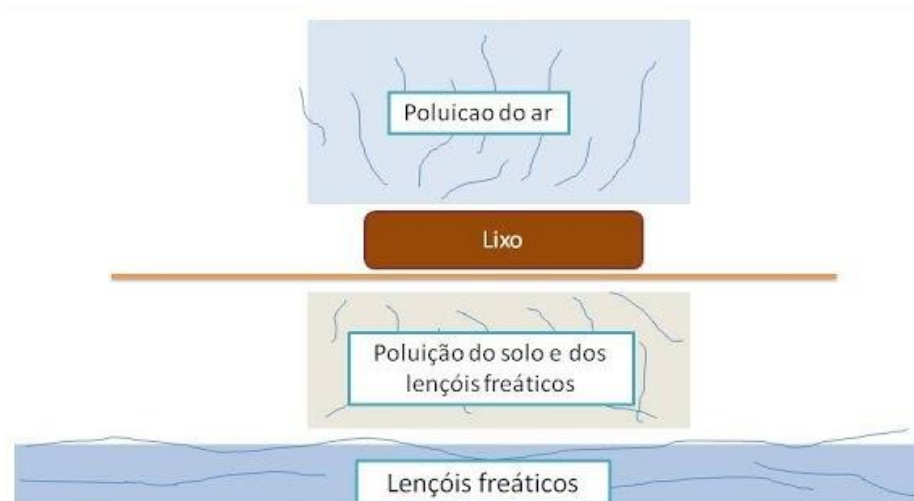 Poluicao do ar
Lixo
Poluição do solo e dos
lençóis freáticos
Lençóis freáticos